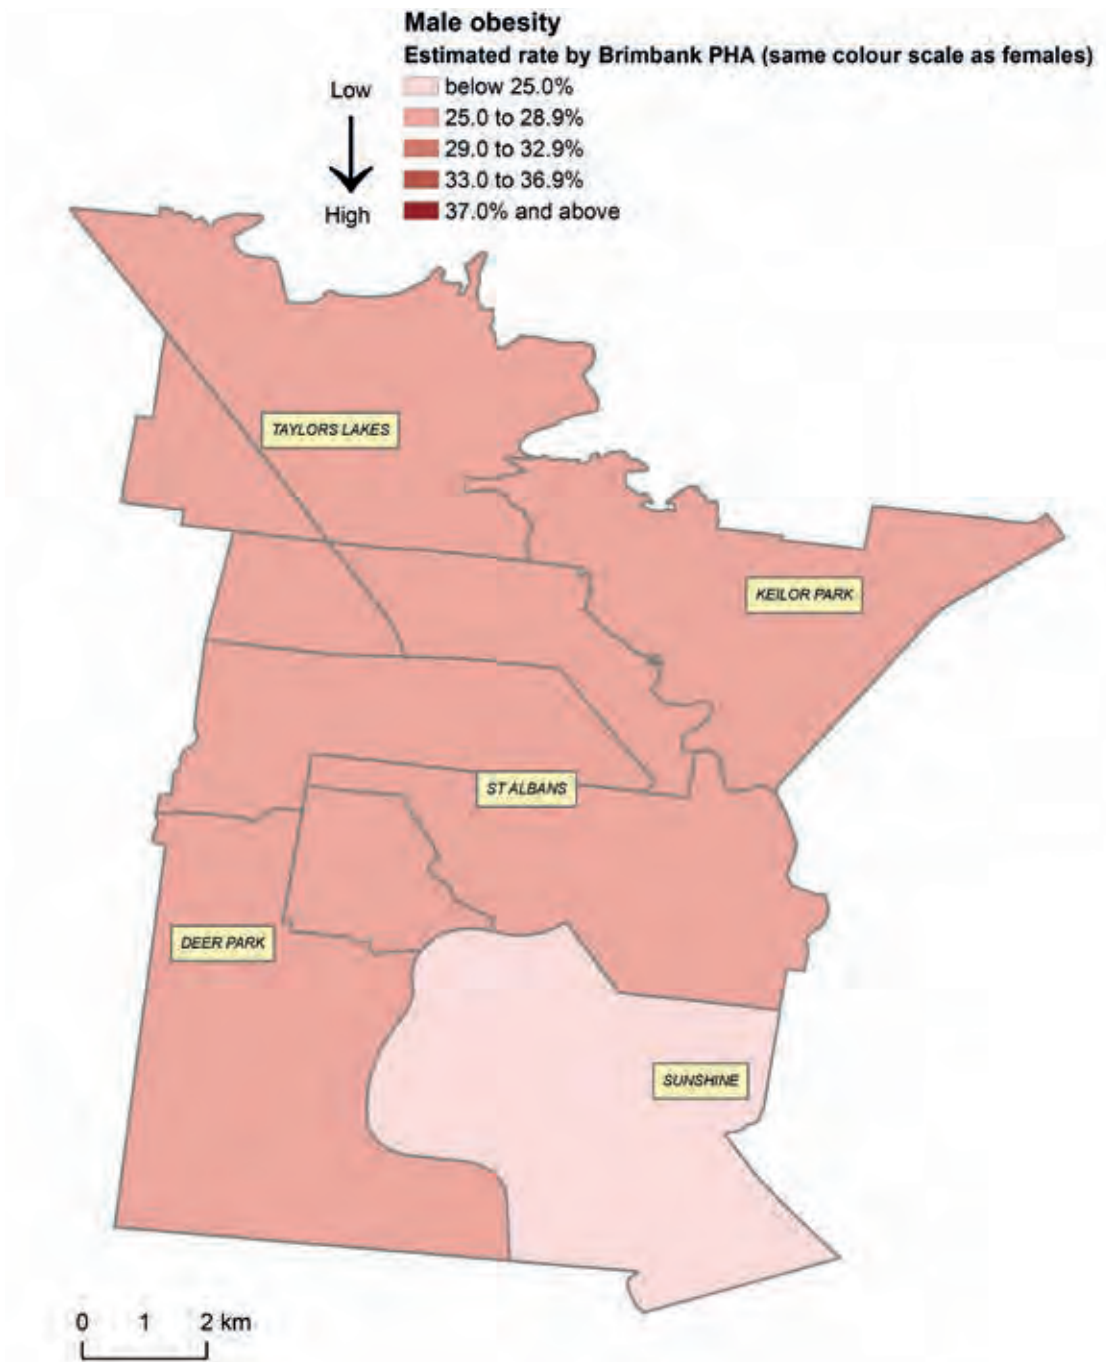 Male obesity
Estimated rate by Brimbank PHA (same colour scale as females)
Low
High
below 25.0%
25.0 to 28.9%
29.0 to 32.9%
33.0 to 36.9%
37.0% and above
TAYLORS LAKES
KEILOR PARK
ST ALBANS
DEER PARK
SUNSHINE
0 1 2 km